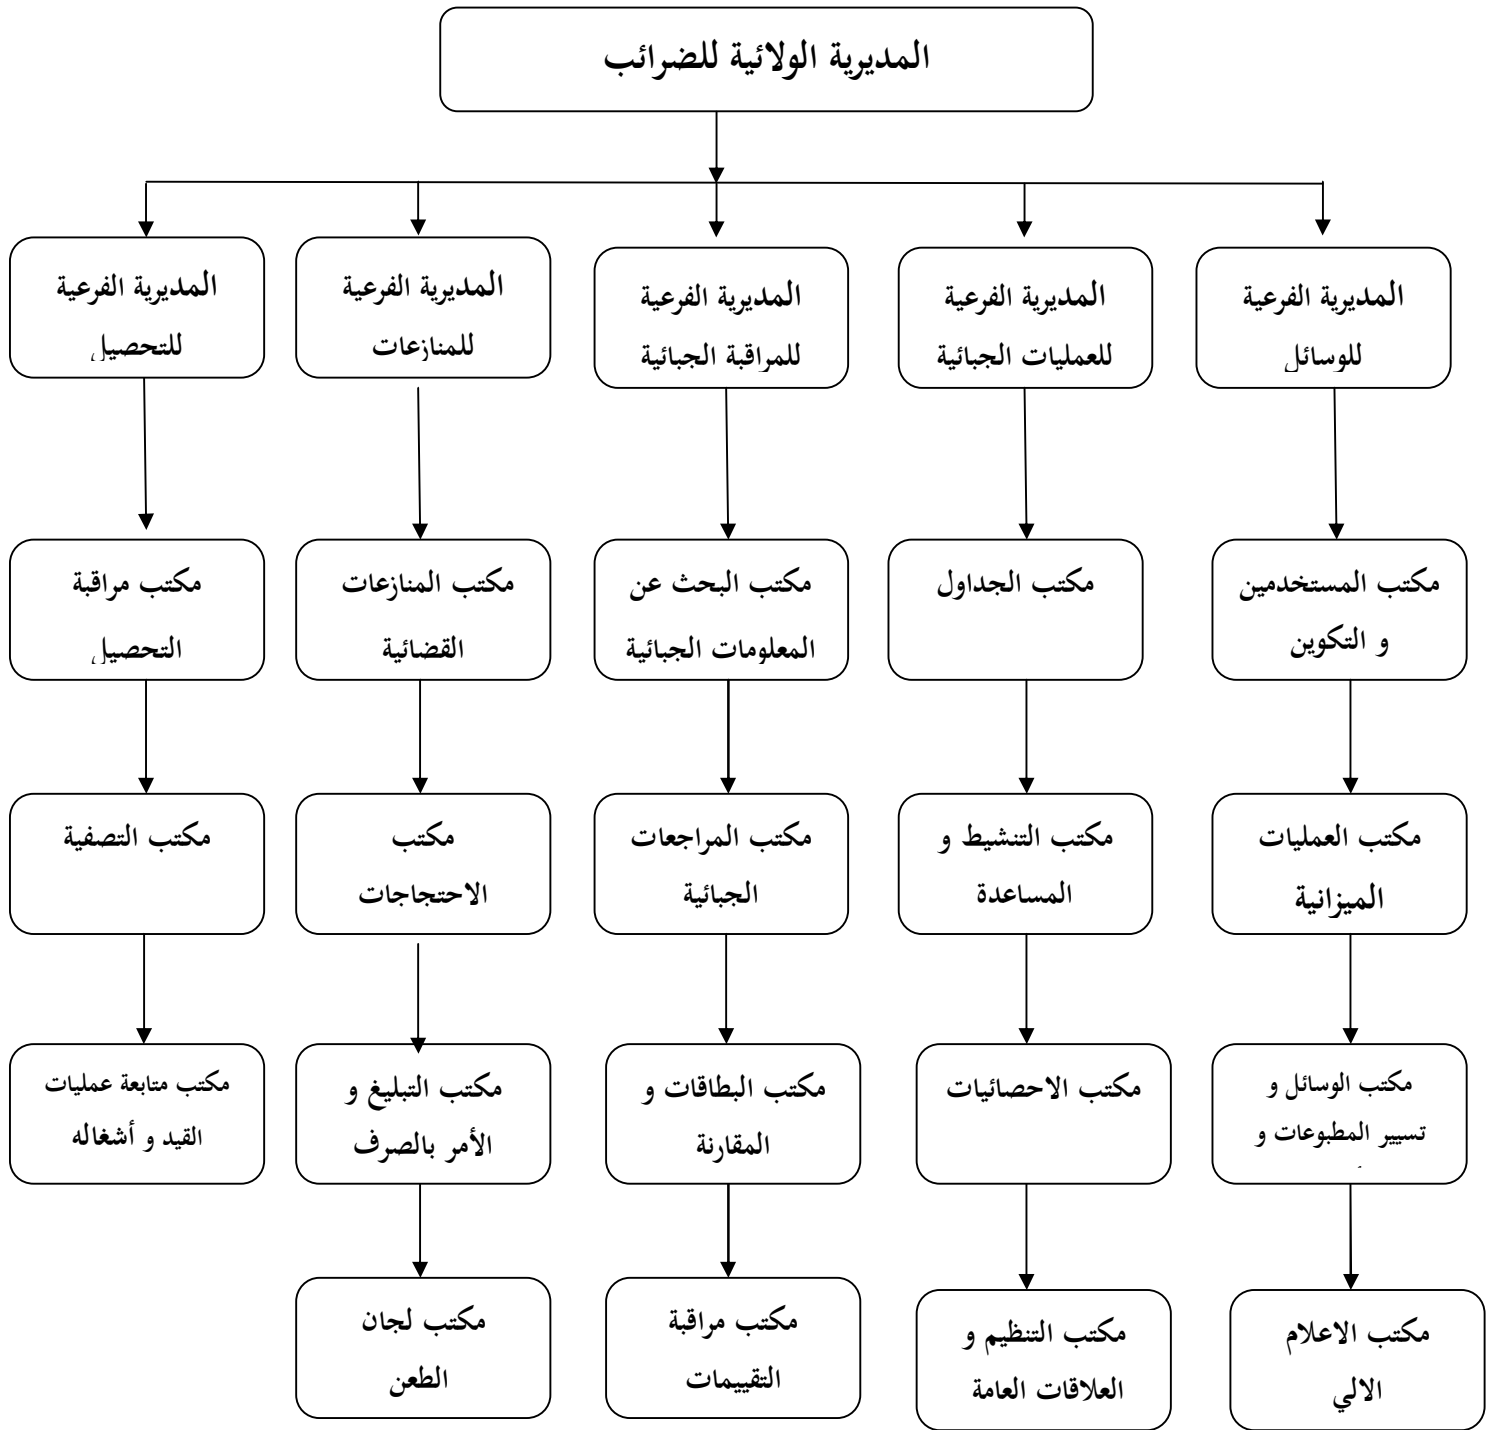 المديرية الولائية للضرائب
المديرية الفرعية
للوسائل
المديرية الفرعية
للعمليات الجبائية
المديرية الفرعية
للمراقبة الجبائية
المديرية الفرعية
للمنازعات
المديرية الفرعية
للتحصيل
مكتب المستخدمين
و التكوين
مكتب الجداول
مكتب البحث عن
المعلومات الجبائية
مكتب المنازعات
القضائية
مكتب مراقبة
التحصيل
مكتب العمليات
الميزانية
مكتب التنشيط و
المساعدة
مكتب المراجعات
الجبائية
مكتب
الاحتجاجات
مكتب التصفية
مكتب الوسائل و
تسيير المطبوعات و
مكتب الاحصائيات
مكتب البطاقات و
المقارنة
مكتب التبليغ و
الأمر بالصرف
مكتب متابعة عمليات
القيد و أشغاله
مكتب الاعلام
الالي
مكتب التنظيم و
العلاقات العامة
مكتب مراقبة
التقييمات
مكتب لجان
الطعن